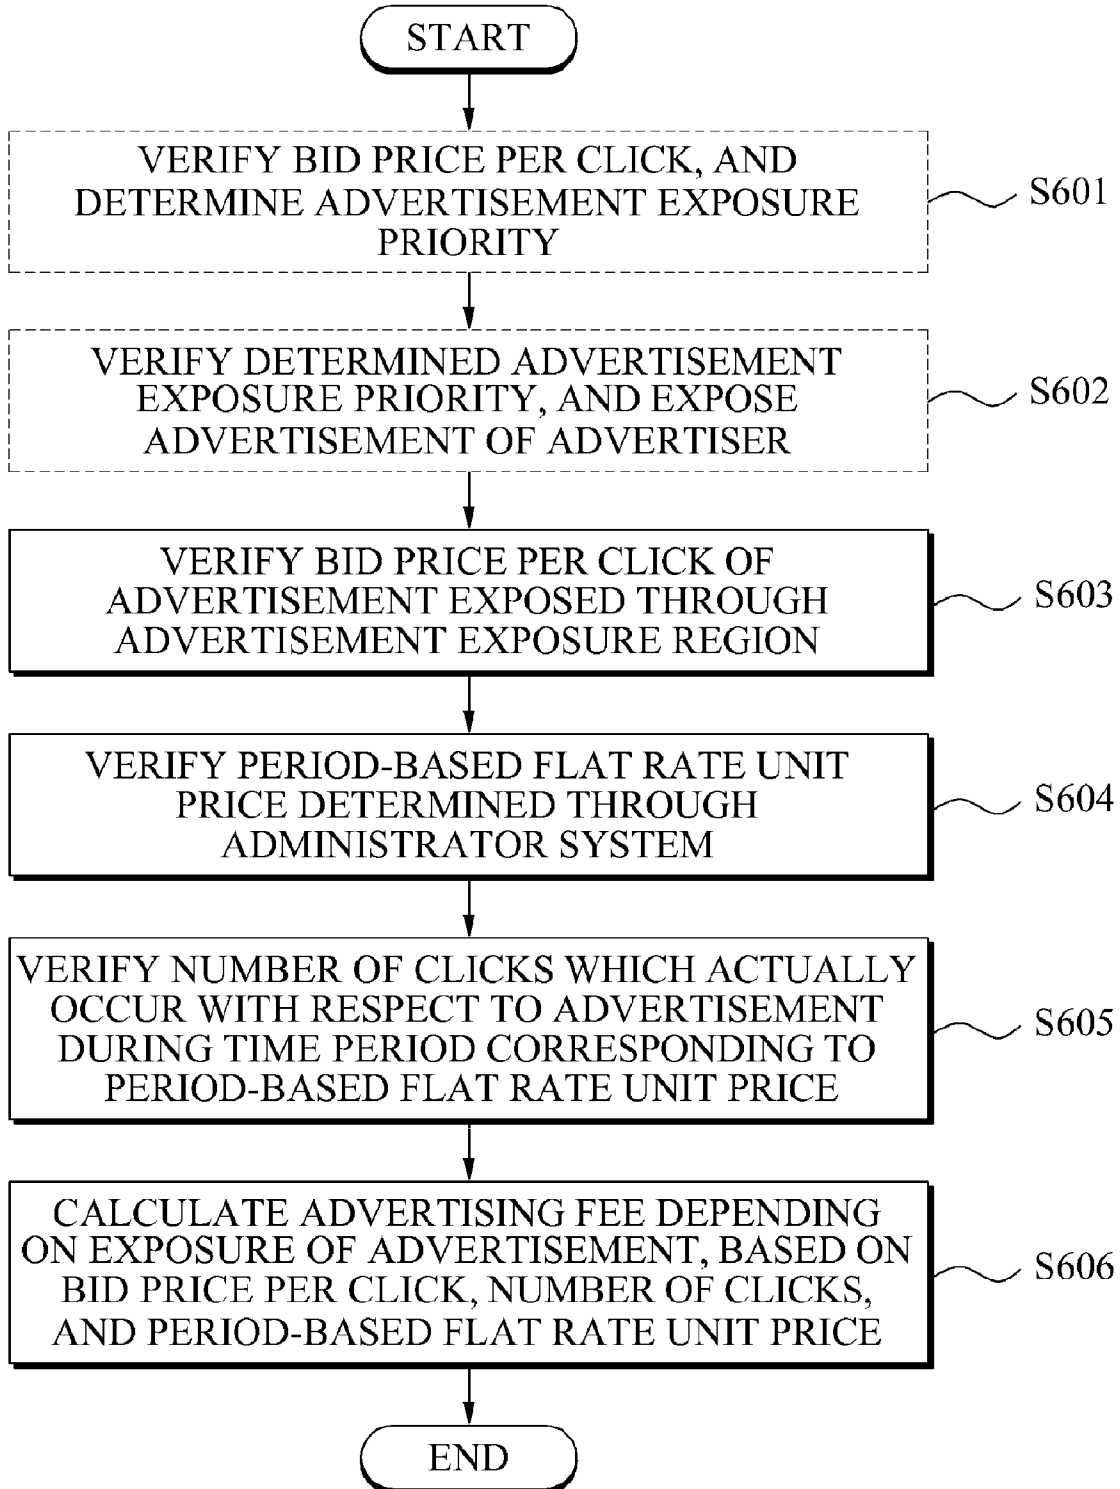 START
VERIFY BID PRICE PER CLICK, AND
DETERMINE ADVERTISEMENT EXPOSURE
PRIORITY
S601
VERIFY DETERMINED ADVERTISEMENT
EXPOSURE PRIORITY, AND EXPOSE
ADVERTISEMENT OF ADVERTISER
S602
VERIFY BID PRICE PER CLICK OF
ADVERTISEMENT EXPOSED THROUGH
ADVERTISEMENT EXPOSURE REGION
S603
VERIFY PERIOD-BASED FLAT RATE UNIT
PRICE DETERMINED THROUGH
ADMINISTRATOR SYSTEM
S604
VERIFY NUMBER OF CLICKS WHICH ACTUALLY
OCCUR WITH RESPECT TO ADVERTISEMENT
DURING TIME PERIOD CORRESPONDING TO
PERIOD-BASED FLAT RATE UNIT PRICE
S605
CALCULATE ADVERTISING FEE DEPENDING
ON EXPOSURE OF ADVERTISEMENT, BASED ON
BID PRICE PER CLICK, NUMBER OF CLICKS,
AND PERIOD-BASED FLAT RATE UNIT PRICE
S606
END